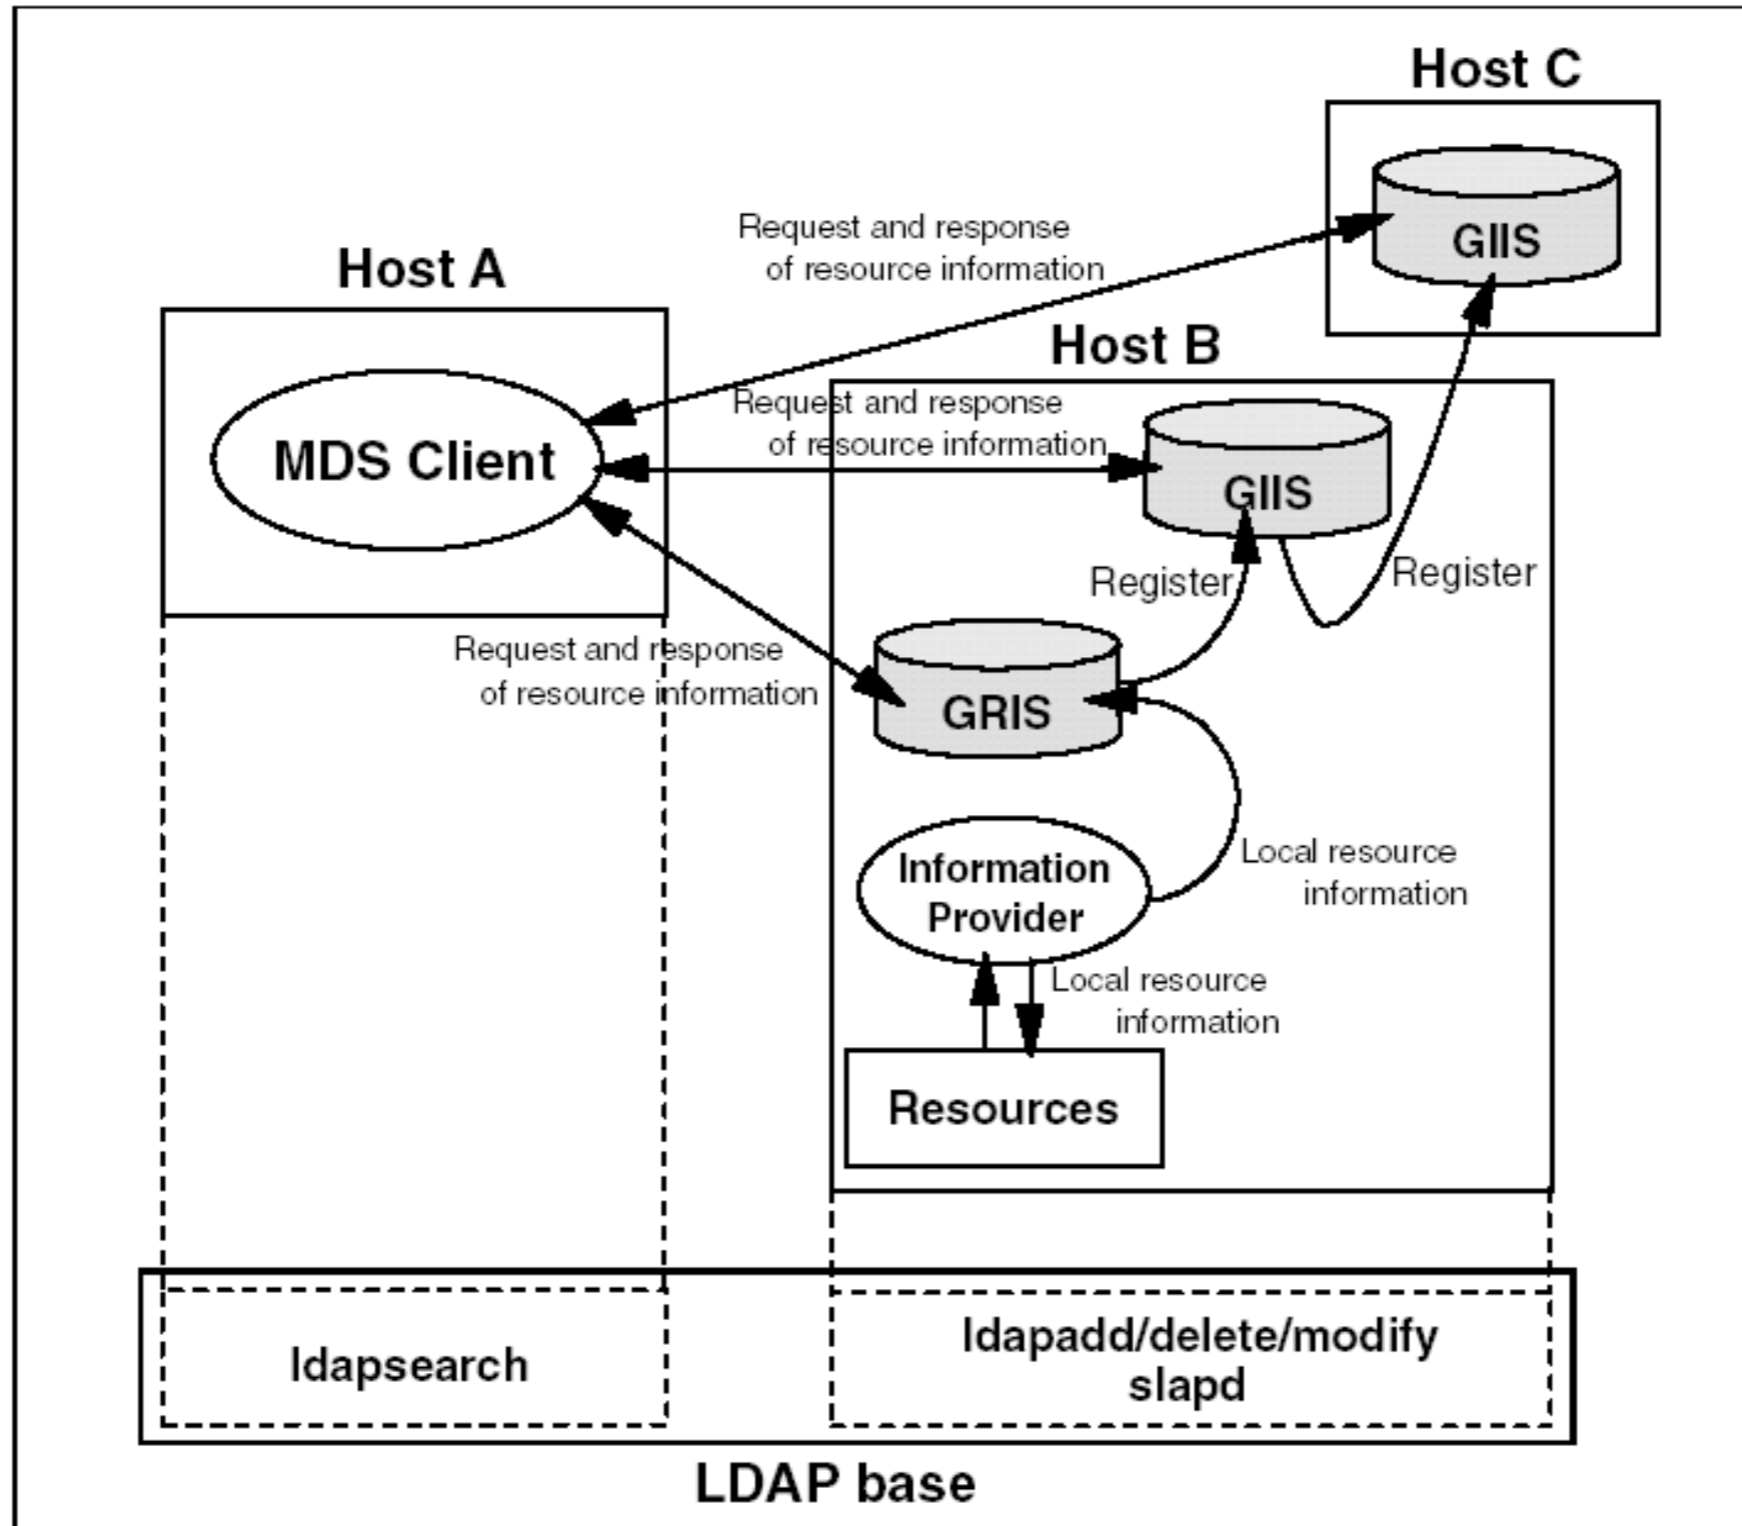 Host C
GIIS
Request and response
of resource information
Host A
MDS Client
Host B
Request and response
of resource information
GIIS
Register
Register
Request and response
of resource information
GRIS
Information
Provider
Local resource
information
Local resource
information
Resources
ldapsearch
ldapadd/delete/modify
slapd
LDAP base